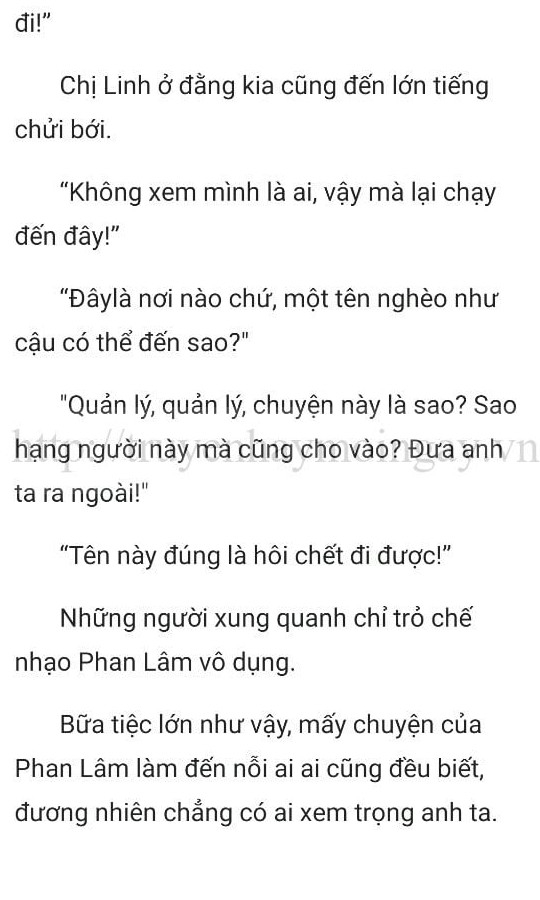 đi!”
Chị Linh ở đằng kia cũng đến lớn tiếng
chửi bới.
“Không xem mình là ai, vậy mà lại chạy
đến đây!”
“Đâylà nơi nào chứ, một tên nghèo như
cậu có thể đến sao?"
"Quản lý, quản lý, chuyện này là sao? Sao
hạng người này mà cũng cho vào? Đưa anh
http://truyenhaymoingay.vn
ta ra ngoài!"
“Tên này đúng là hôi chết đi được!”
Những người xung quanh chỉ trỏ chế
nhạo Phan Lâm vô dụng.
Bữa tiệc lớn như vậy, mấy chuyện của
Phan Lâm làm đến nỗi ai ai cũng đều biết,
đương nhiên chẳng có ai xem trọng anh ta.